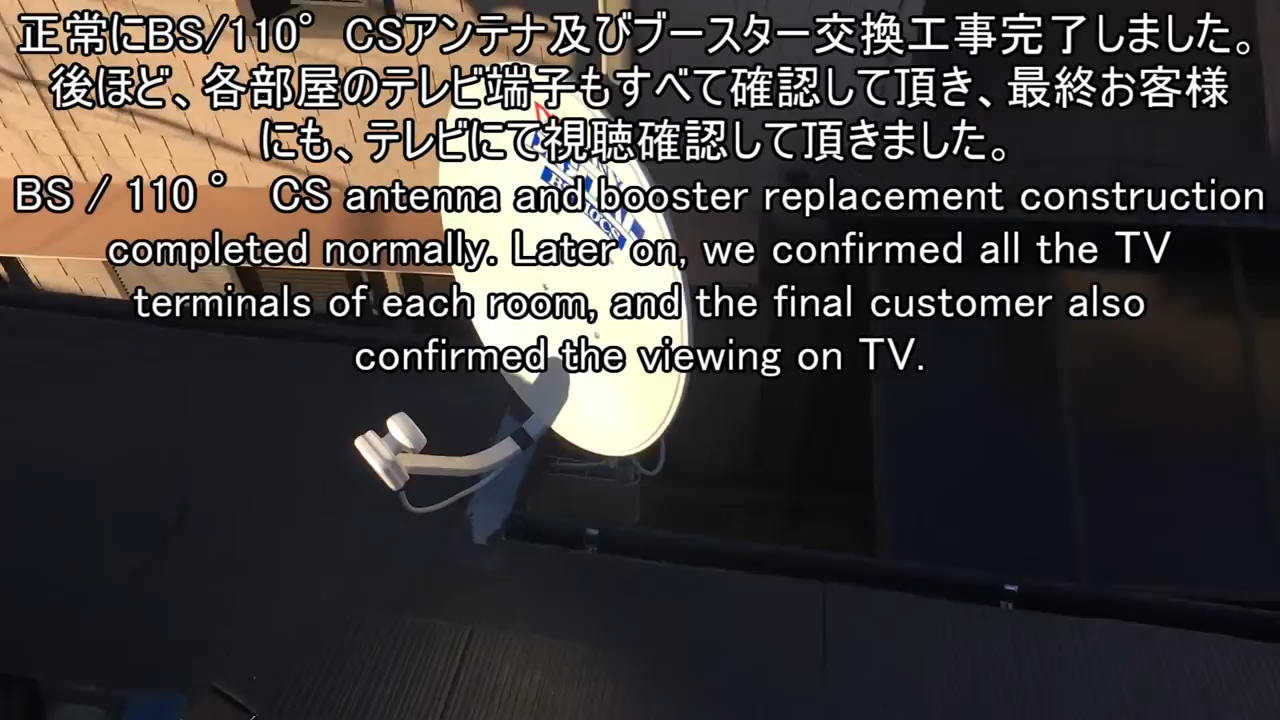 正常にBS/110°　CSアンテナ及びブースター交換工事完了しました。
後ほど、各部屋のテレビ端子もすべて確認して頂き、最終お客様
にも、テレビにて視聴確認して頂きました。
BS / 110 °　CS antenna and booster replacement construction
completed normally. Later on, we confirmed all the TV
terminals of each room, and the final customer also
confirmed the viewing on TV.